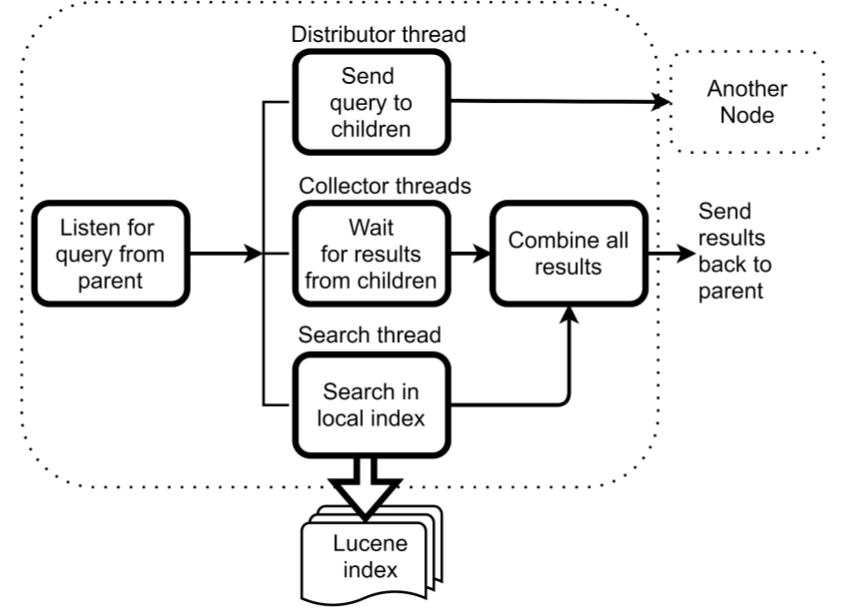 Distributor thread
Send
query to
children
Another
Node
Collector threads
Listen for
query from
parent
Wait
for results
from children
Combine all
results
Send
results
back to
parent
Search thread
Search in
local index
Lucene
index